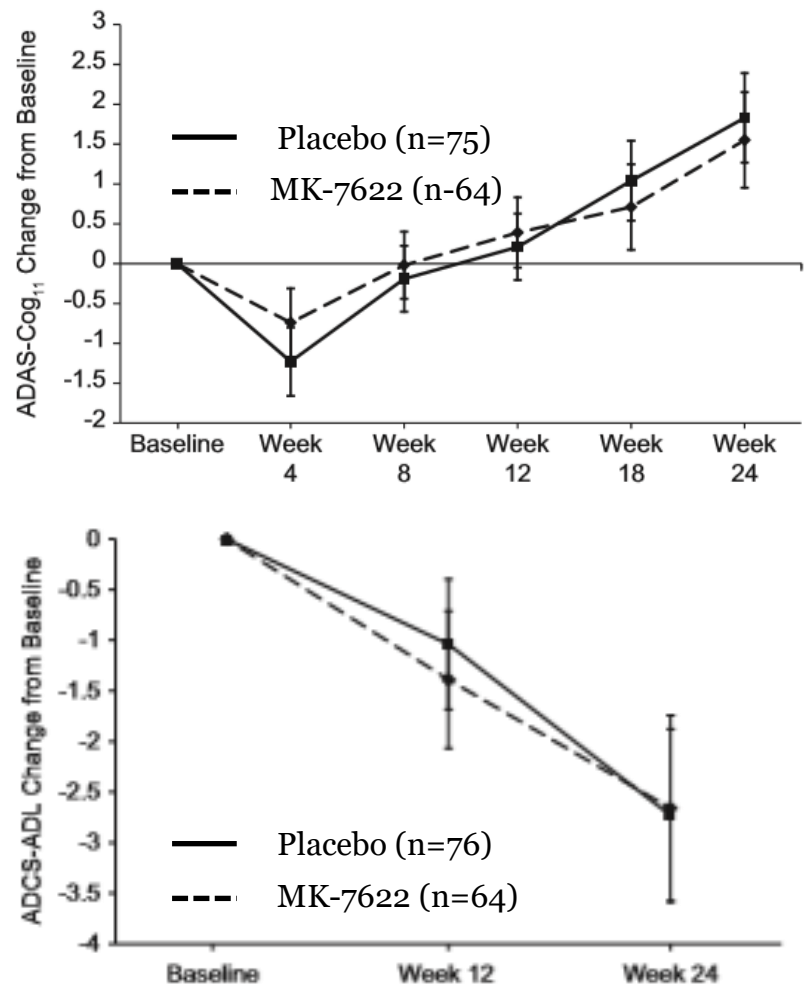 3
2.5
2
1.5
1
0.5
0
-0.5
-1
-1.5
-2
ADAS-Cog11 Change from Baseline
Placebo (n=75)
MK-7622 (n-64)
Baseline Week Week Week Week Week
4 8 12 18 24
0
-0.5
-1
-1.5
-2
-2.5
-3
-3.5
-4
ADCS-ADL Change from Baseline
Placebo (n=76)
MK-7622 (n=64)
Baseline Week 12 Week 24